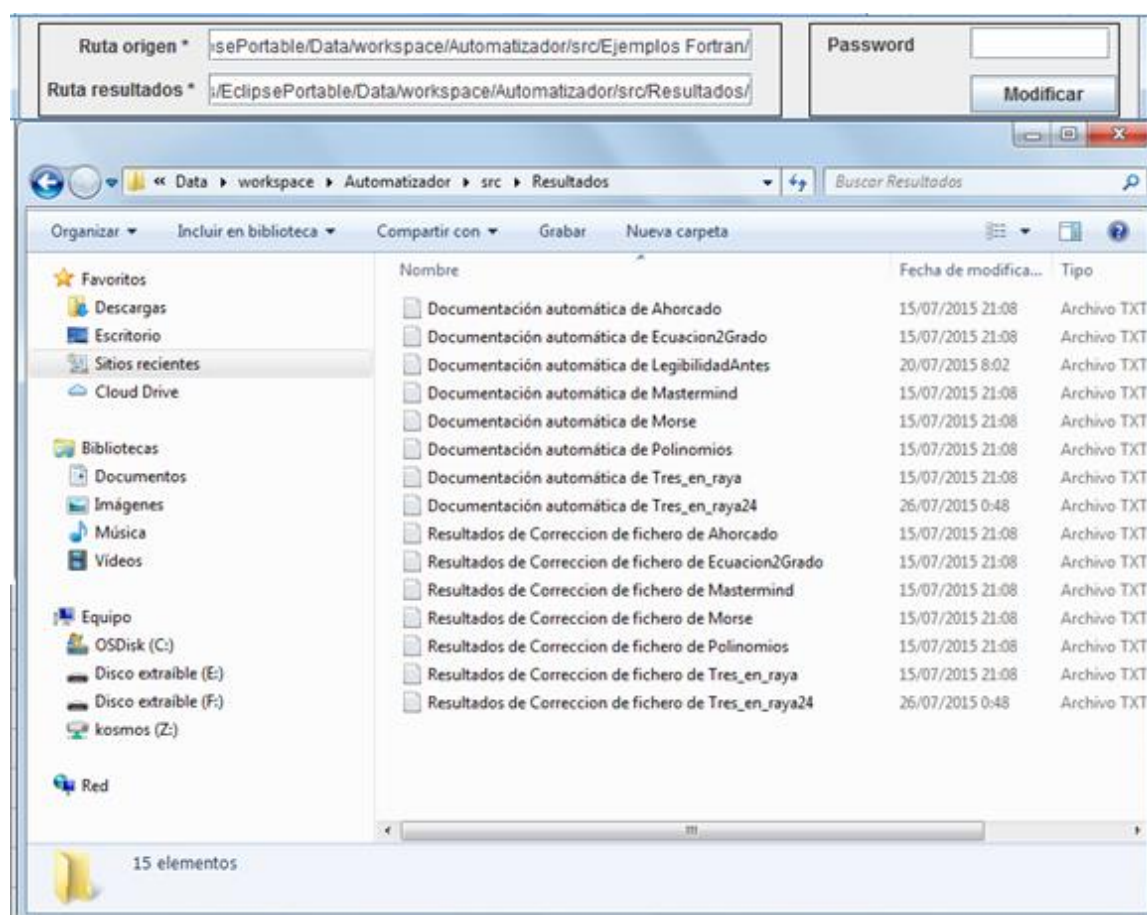 Ruta origen * isePortable/Data/workspace/Automatizador/src/Ejemplos Fortran/ Password
Ruta resultados * /EclipsePortable/Data/workspace/Automatizador/src/Resultados/ Modificar
« Data workspace Automatizador src Resultados Buscar Resultados
Organizar Incluir en biblioteca Compartir con Grabar Nueva carpeta
Favoritos
Descargas
Escritorio
Sitios recientes
Cloud Drive
Bibliotecas
Documentos
Imágenes
Música
Vídeos
Equipo
OSDisk (C:)
Disco extraíble (E:)
Disco extraíble (F:)
kosmos (Z:)
Red
Nombre Fecha de modifica... Tipo
Documentación automática de Ahorcado 15/07/2015 21:08 Archivo TXT
Documentación automática de Ecuacion2Grado 15/07/2015 21:08 Archivo TXT
Documentación automática de LegibilidadAntes 20/07/2015 8:02 Archivo TXT
Documentación automática de Mastermind 15/07/2015 21:08 Archivo TXT
Documentación automática de Morse 15/07/2015 21:08 Archivo TXT
Documentación automática de Polinomios 15/07/2015 21:08 Archivo TXT
Documentación automática de Tres_en_raya 15/07/2015 21:08 Archivo TXT
Documentación automática de Tres_en_raya24 26/07/2015 0:48 Archivo TXT
Resultados de Correccion de fichero de Ahorcado 15/07/2015 21:08 Archivo TXT
Resultados de Correccion de fichero de Ecuacion2Grado 15/07/2015 21:08 Archivo TXT
Resultados de Correccion de fichero de Mastermind 15/07/2015 21:08 Archivo TXT
Resultados de Correccion de fichero de Morse 15/07/2015 21:08 Archivo TXT
Resultados de Correccion de fichero de Polinomios 15/07/2015 21:08 Archivo TXT
Resultados de Correccion de fichero de Tres_en_raya 15/07/2015 21:08 Archivo TXT
Resultados de Correccion de fichero de Tres_en_raya24 26/07/2015 0:48 Archivo TXT
15 elementos